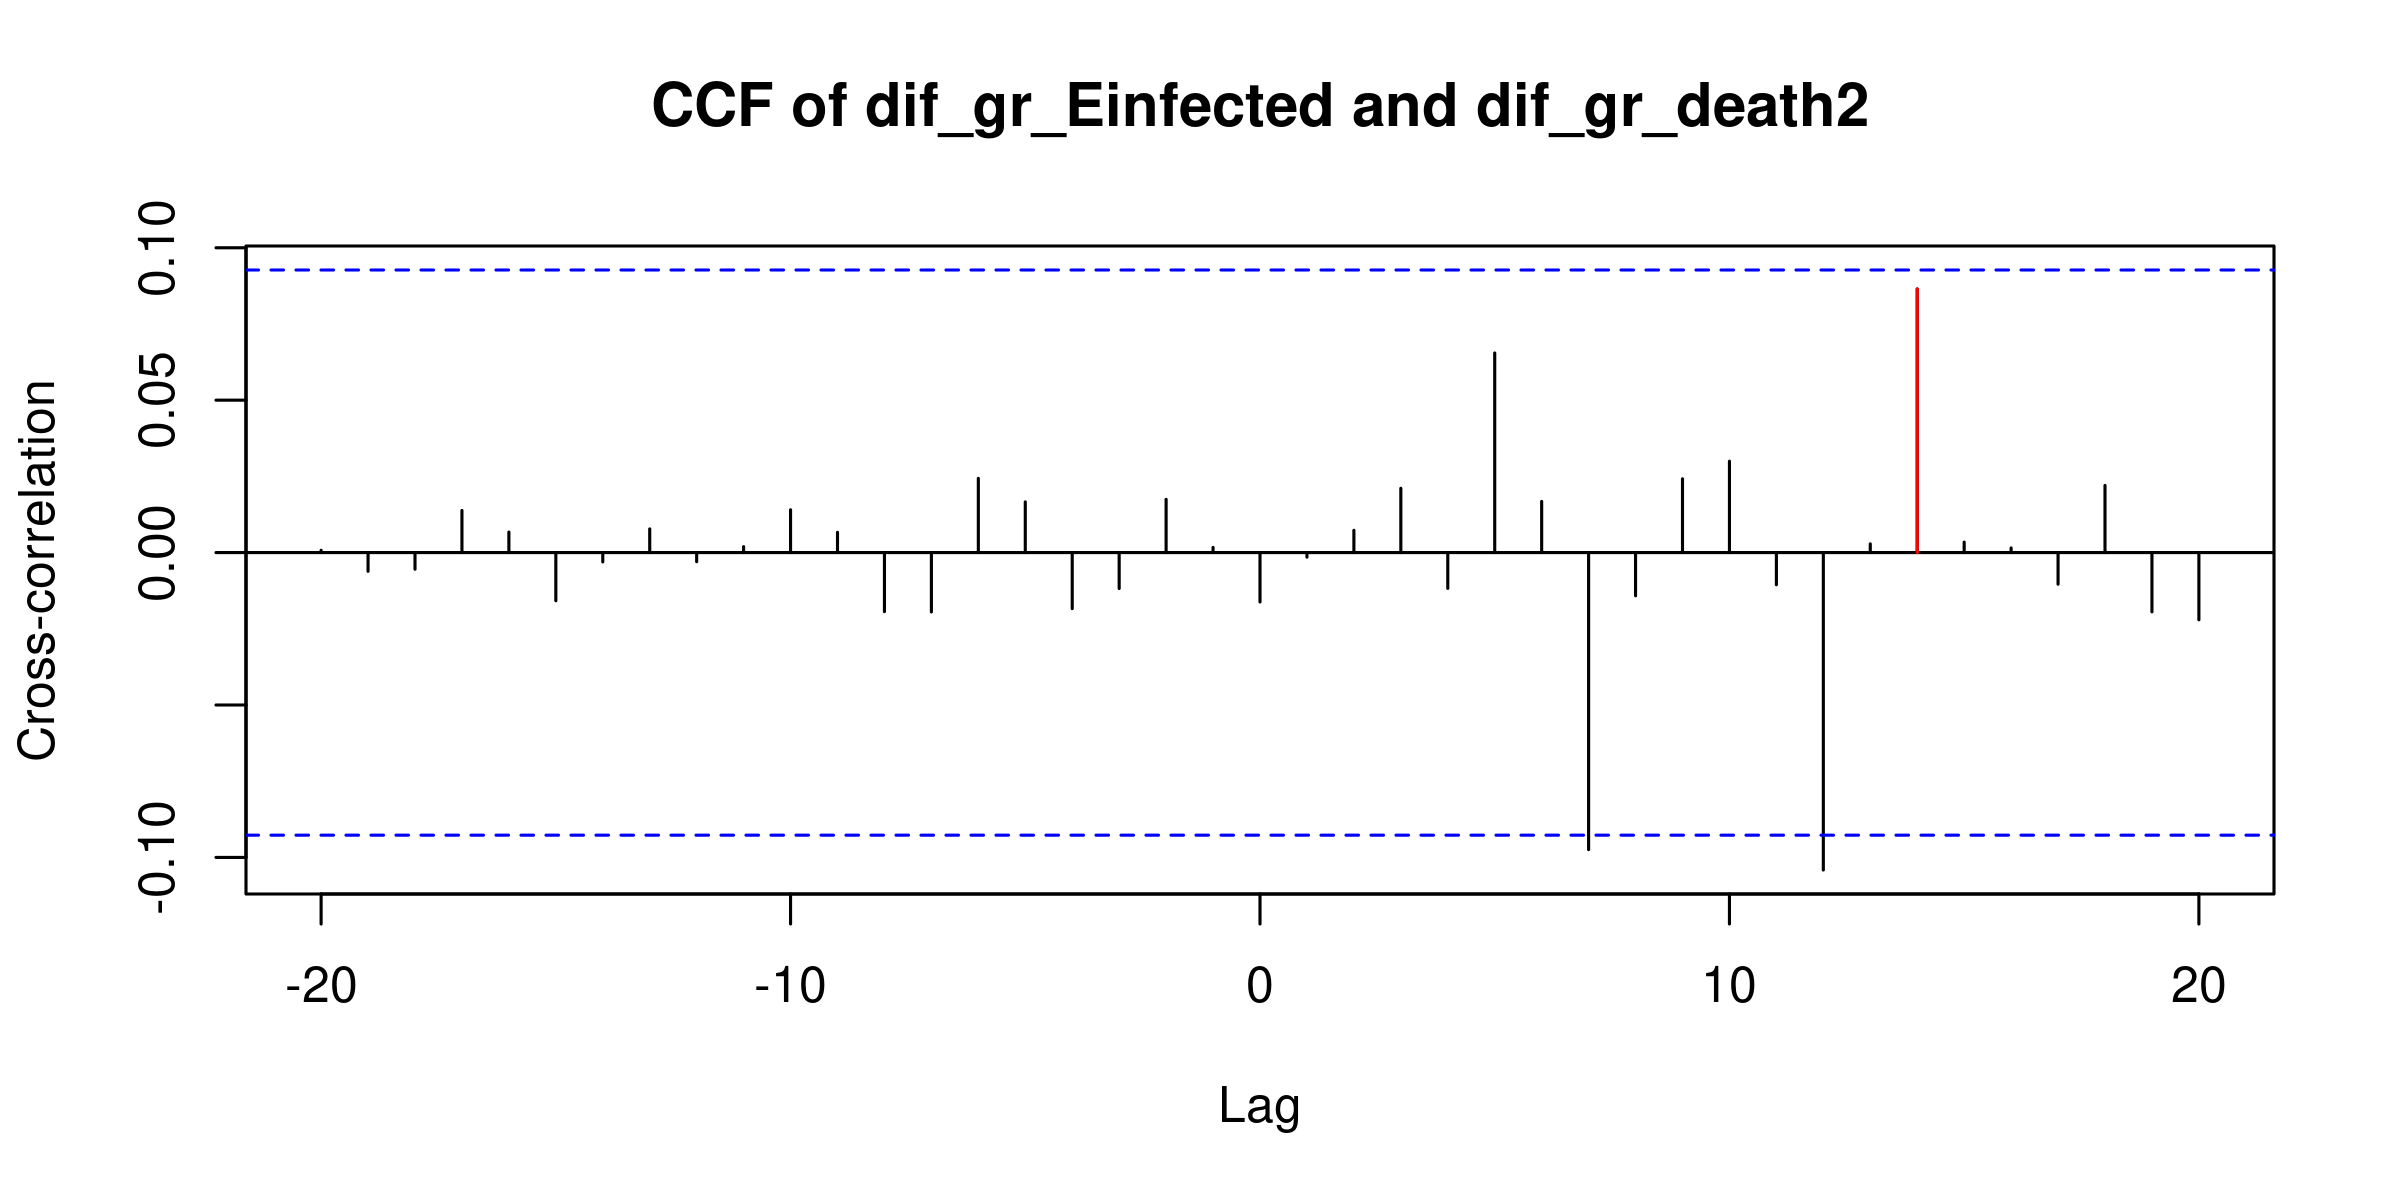 CCF of dif_gr_Einfected and dif_gr_death2
Cross-correlation
0.10
0.05
0.00
-0.10
-20 -10 0 10 20
Lag